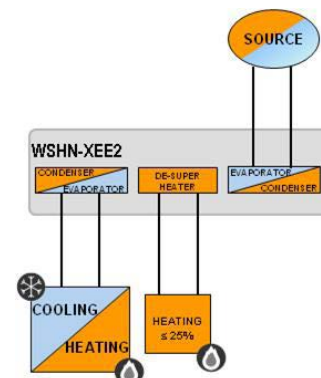 SOURCE
WSHN-XEE2
CONDENSER
EVAPORATOR
DE-SUPER
HEATER
EVAPORATOR
CONDENSER
COOLING
HEATING
HEATING
≤ 25%